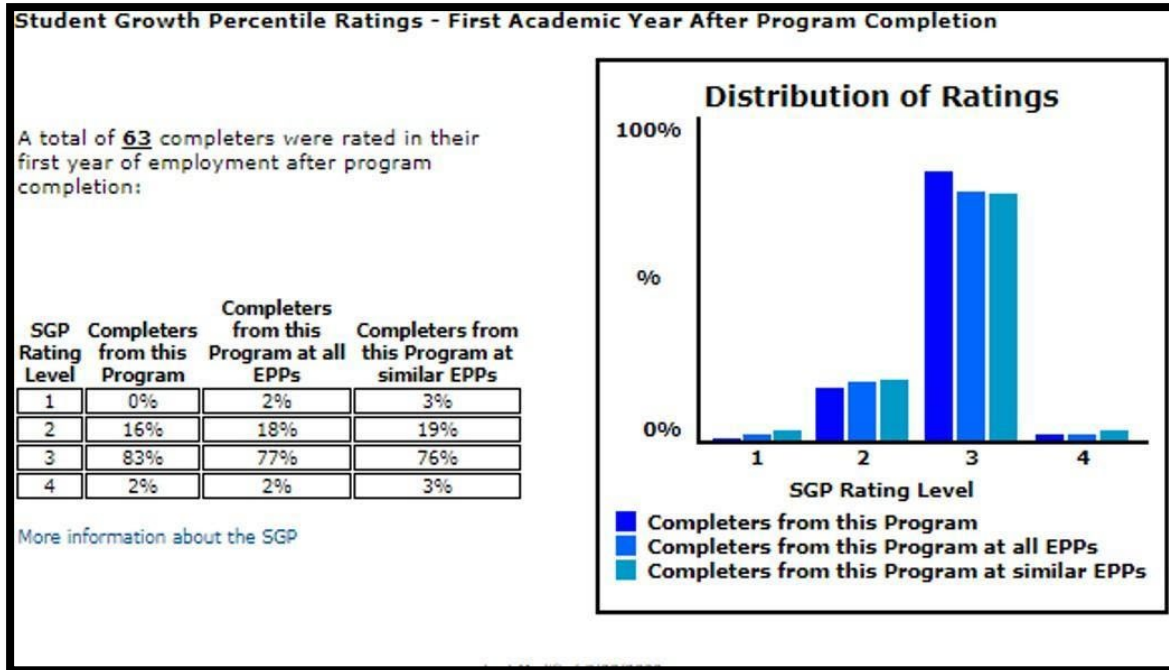 Student Growth Percentile Ratings - First Academic Year After Program Completion
A total of 63 completers were rated in their
first year of employment after program
completion:
SGP Rating Level | Completers from this Program | Completers from this Program at all EPPs | Completers from this Program at similar EPPs
1 | 0% | 2% | 3%
2 | 16% | 18% | 19%
3 | 83% | 77% | 76%
4 | 2% | 2% | 3%
More information about the SGP
Distribution of Ratings
100%
%
0%
1 2 3 4
SGP Rating Level
Completers from this Program
Completers from this Program at all EPPs
Completers from this Program at similar EPPs